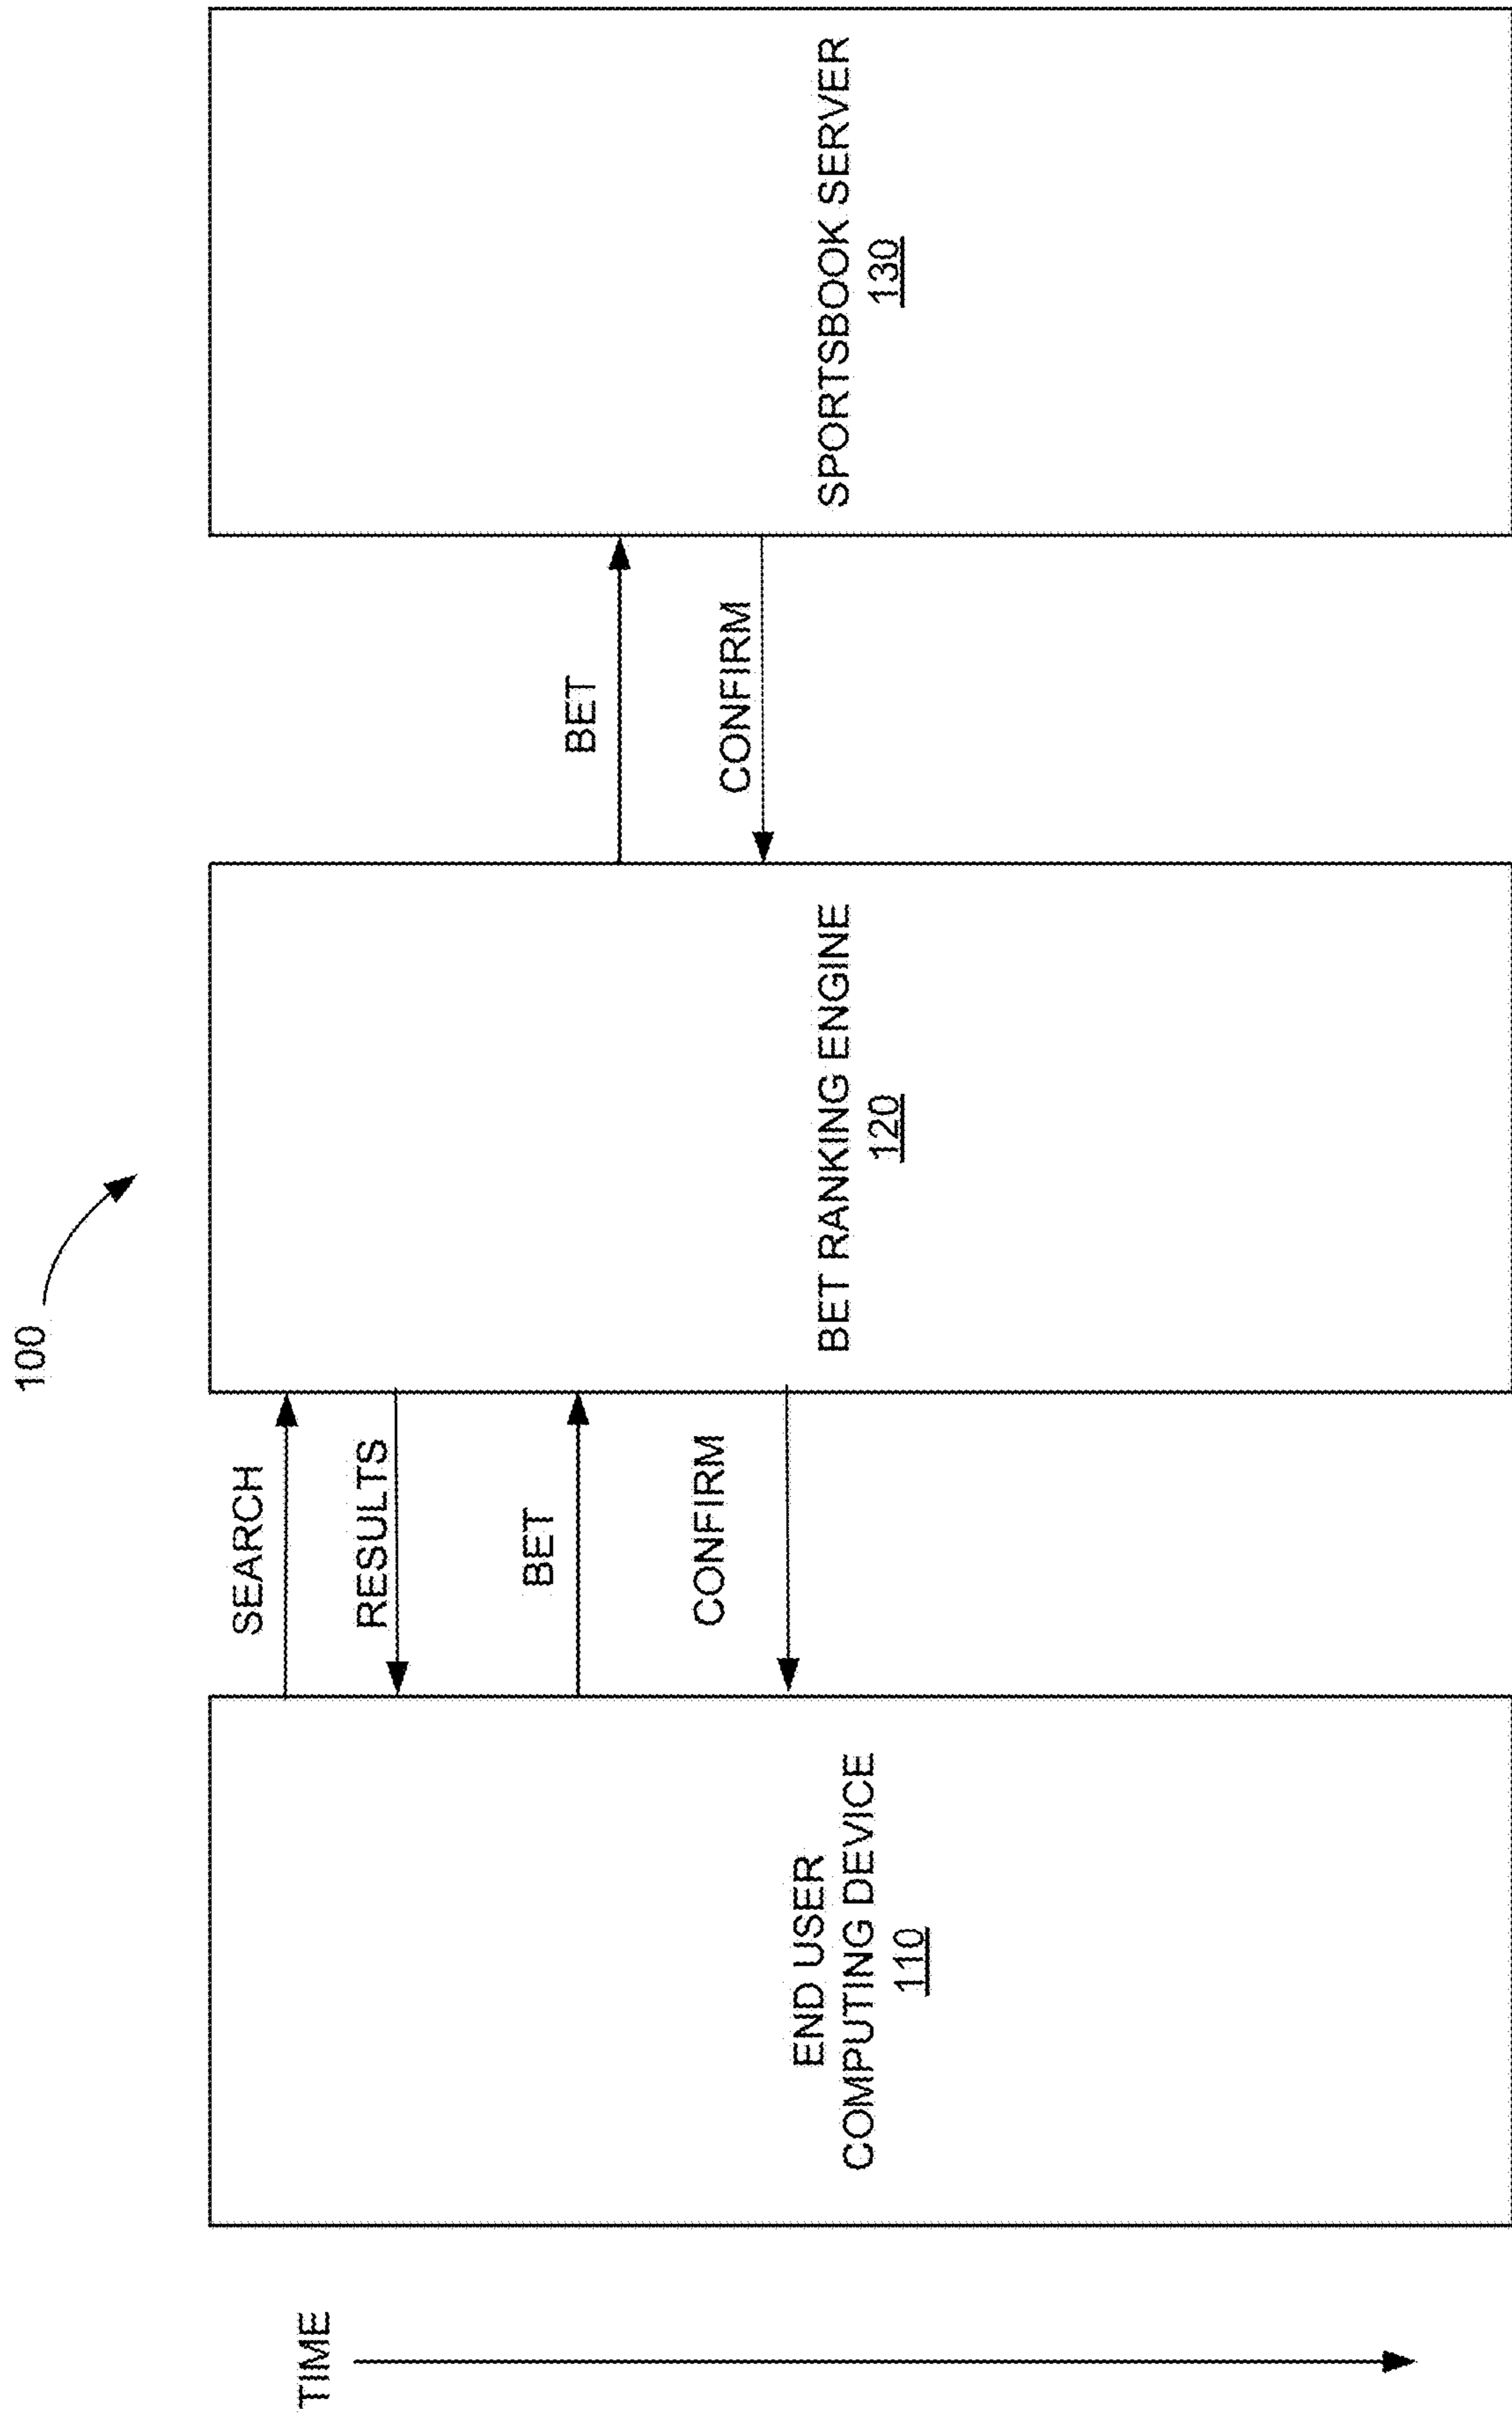 100
TIME
SEARCH
RESULTS
BET
CONFIRM
BET
CONFIRM
END USER
COMPUTING DEVICE
110
BET RANKING ENGINE
120
SPORTSBOOK SERVER
130